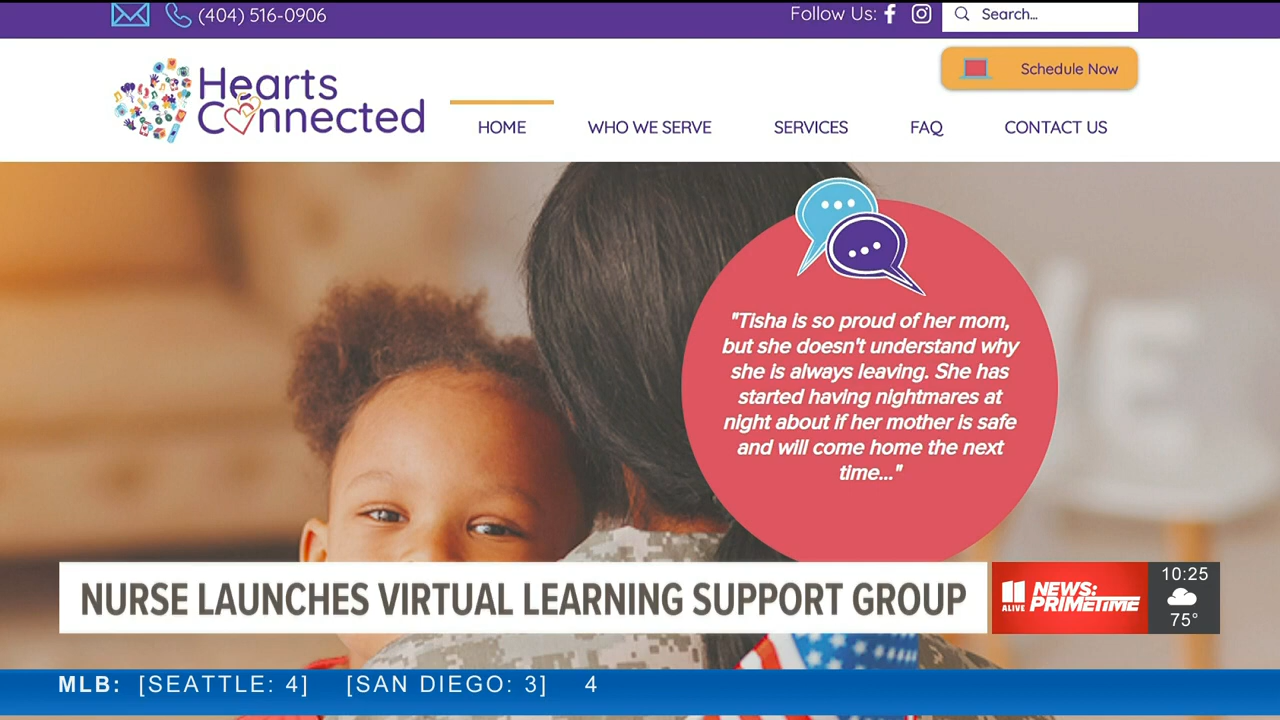 (404) 516-0906
Follow Us:
Search...
Hearts
Connected
Schedule Now
HOME
WHO WE SERVE
SERVICES
FAQ
CONTACT US
"Tisha is so proud of her mom,
but she doesn't understand why
she is always leaving. She has
started having nightmares at
night about if her mother is safe
and will come home the next
time..."
NURSE LAUNCHES VIRTUAL LEARNING SUPPORT GROUP
11 ALIVE
NEWS:
PRIMETIME
10:25
75°
MLB: [SEATTLE: 4] [SAN DIEGO: 3] 4